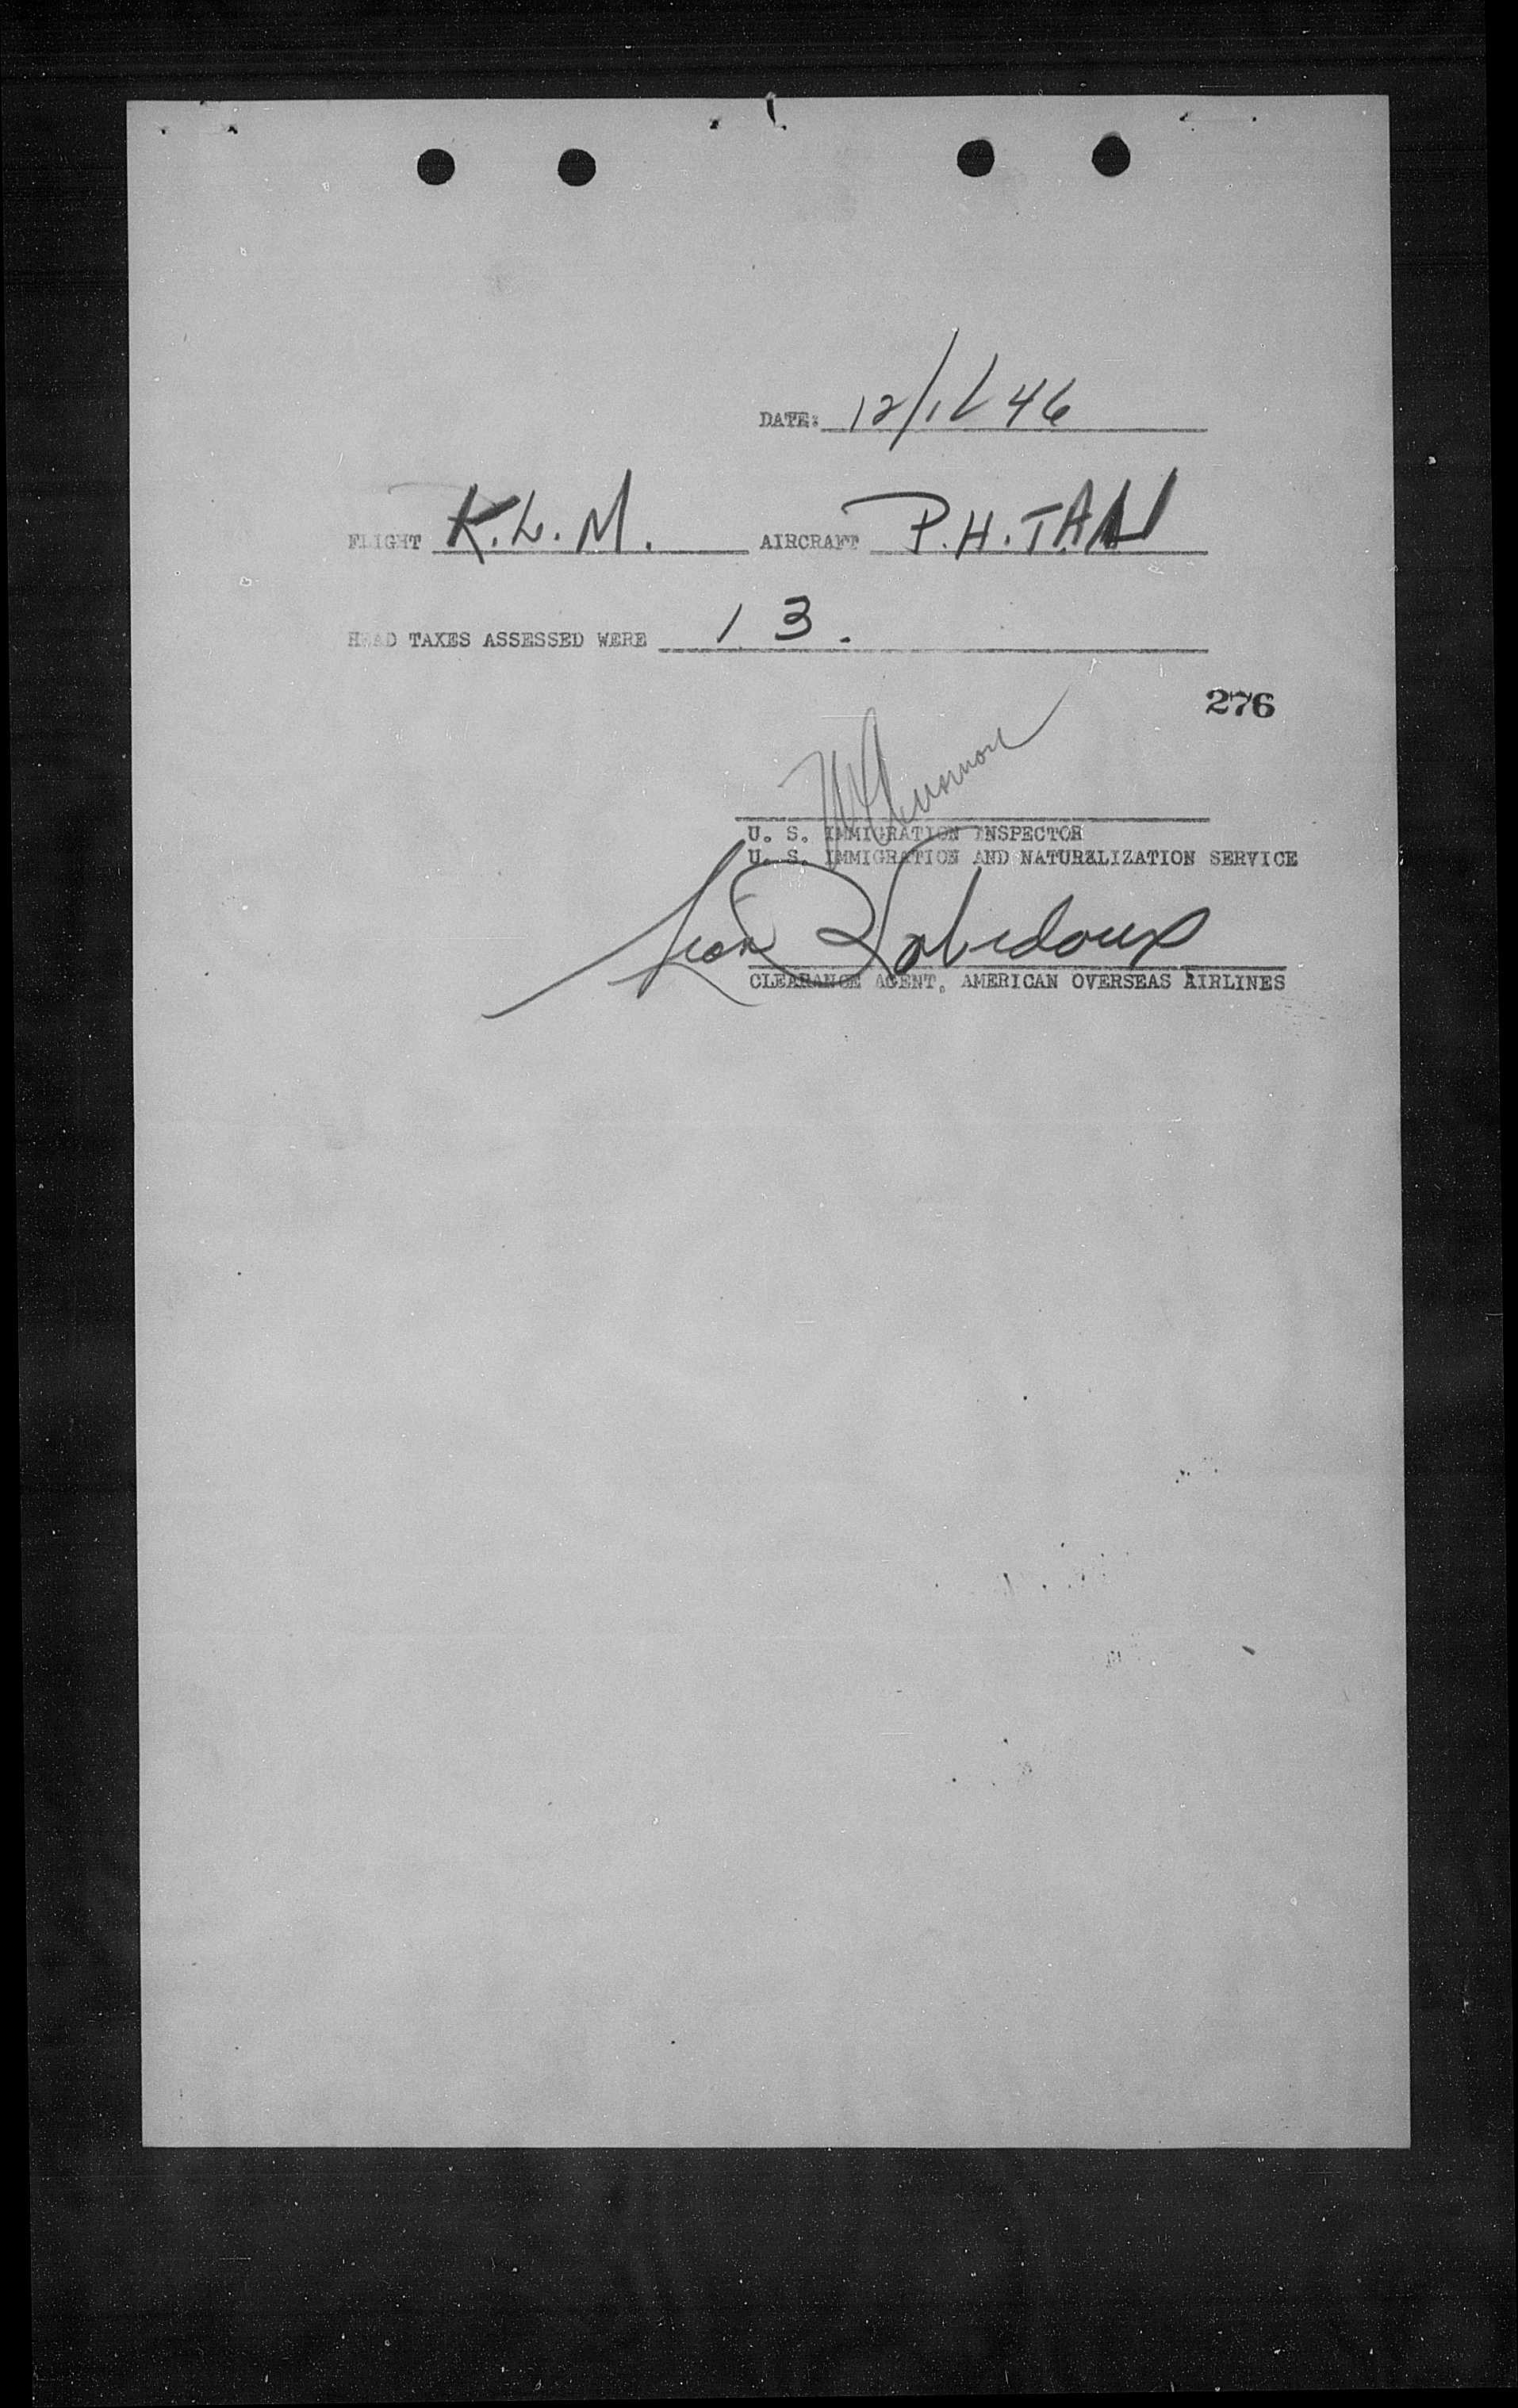 DATE: 12/1/46
FLIGHT K.L.M. AIRCRAFT P.H.TAN
HEAD TAXES ASSESSED WERE 13.
276
U. S. IMMIGRATION INSPECTOR
U. S. IMMIGRATION AND NATURALIZATION SERVICE
Leon
CLEARANCE AGENT, AMERICAN OVERSEAS AIRLINES